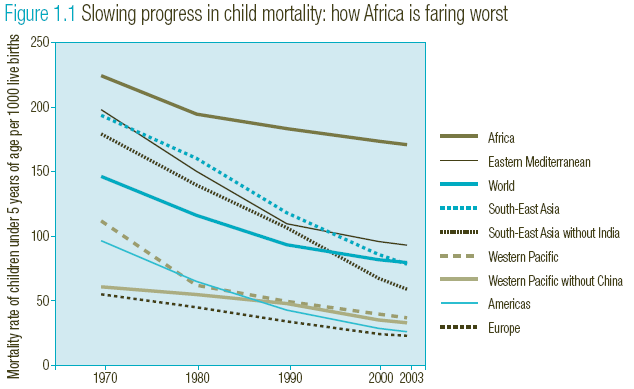 Figure 1.1 Slowing progress in child mortality: how Africa is faring worst
Mortality rate of children under 5 years of age per 1000 live births
250
200
150
100
50
0
1970
1980
1990
2000
2003
Africa
Eastern Mediterranean
World
South-East Asia
South-East Asia without India
Western Pacific
Western Pacific without China
Americas
Europe